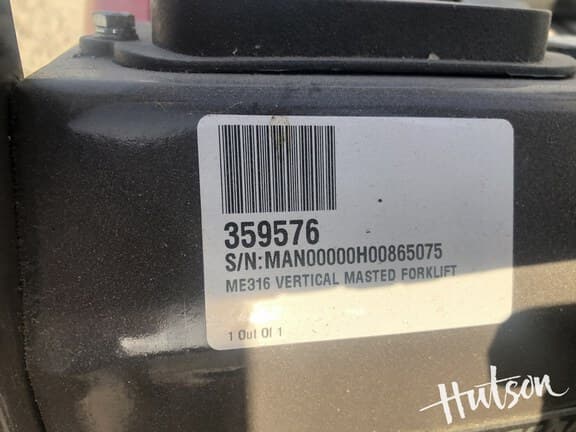 359576
S/N:MAN00000H00865075
ME316 VERTICAL MASTED FORKLIFT
1 Out Of 1
Hutson